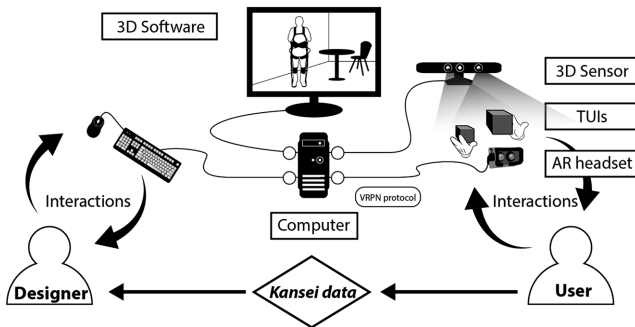 3D Software
3D Sensor
TUIs
AR headset
Interactions
VRPN protocol
Interactions
Computer
Designer
Kansei data
User